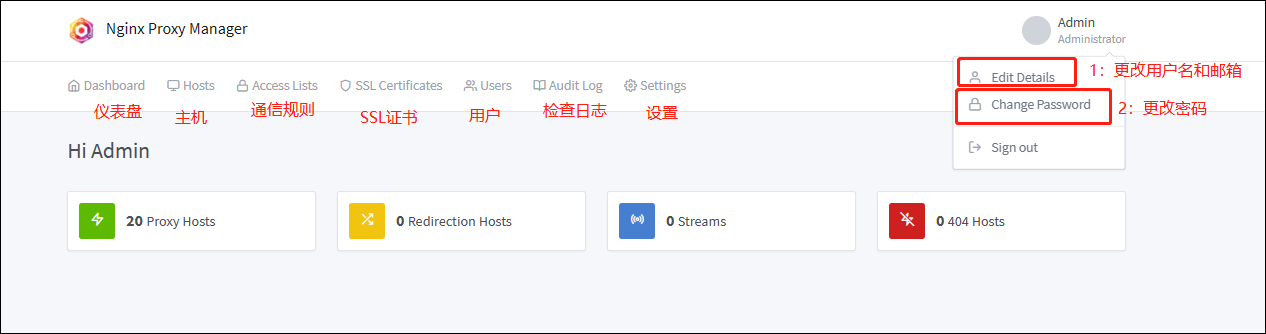 Nginx Proxy Manager
Admin
Administrator
Edit Details
1：更改用户名和邮箱
Change Password
2：更改密码
Sign out
Dashboard Hosts Access Lists SSL Certificates Users Audit Log Settings
仪表盘 主机 通信规则 SSL证书 用户 检查日志 设置
Hi Admin
20 Proxy Hosts
0 Redirection Hosts
0 Streams
0 404 Hosts